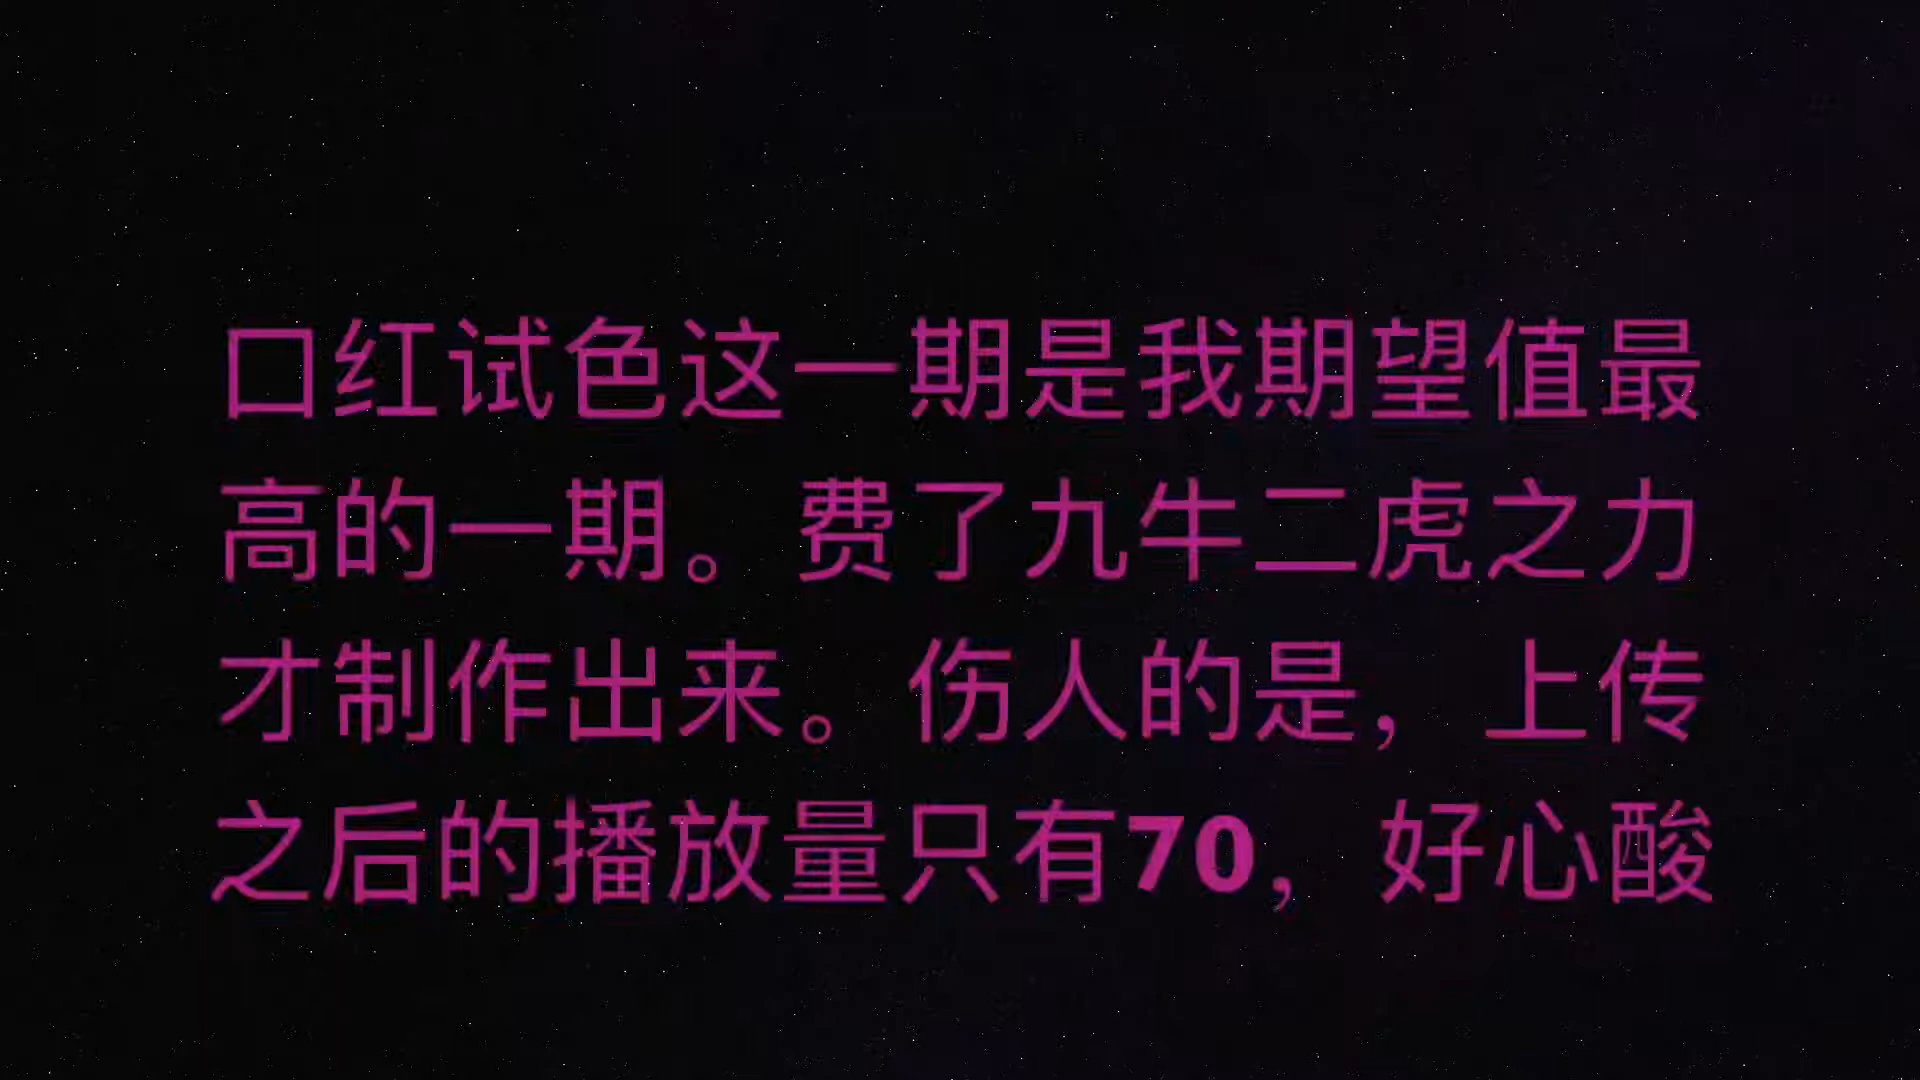 口红试色这一期是我期望值最
高的一期。费了九牛二虎之力
才制作出来。伤人的是，上传
之后的播放量只有70，好心酸